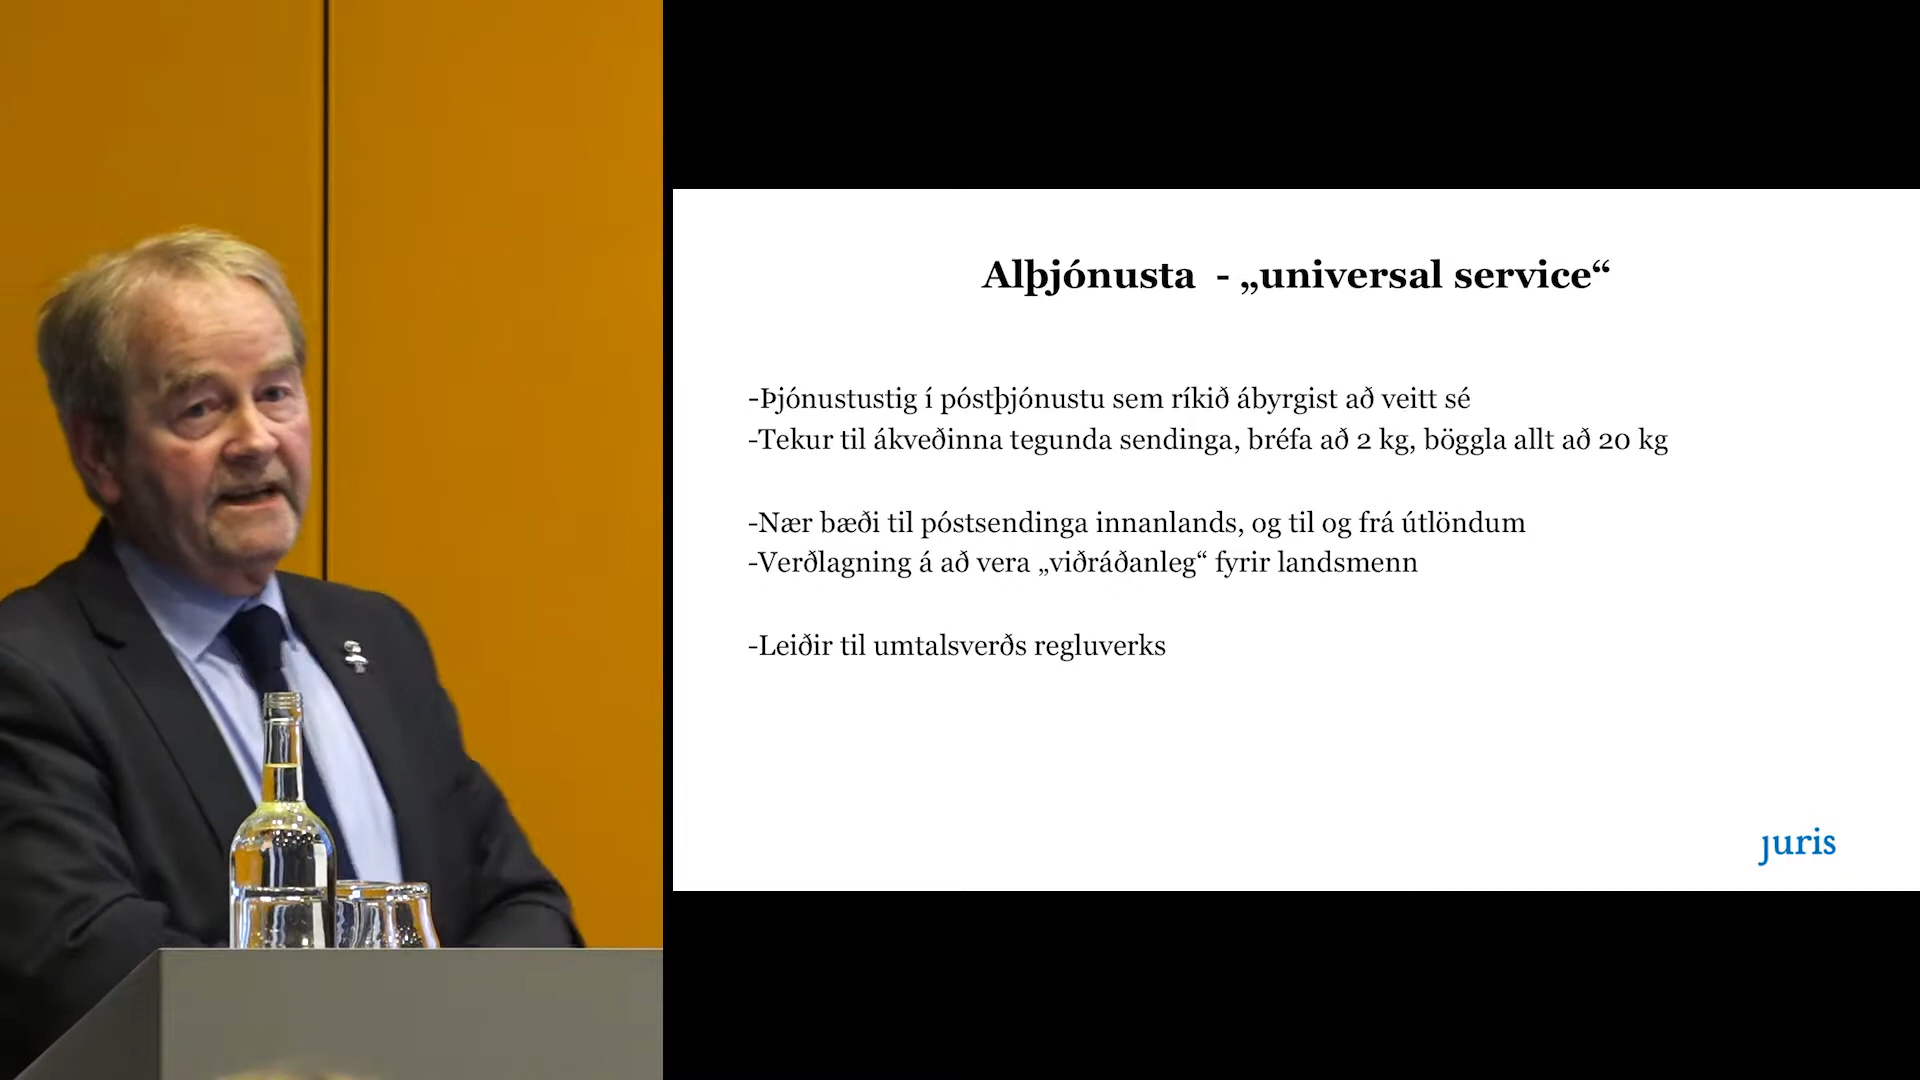 Alþjónusta - „universal service“
-Þjónustustig í póstþjónustu sem ríkið ábyrgist að veitt sé
-Tekur til ákveðinna tegunda sendinga, bréfa að 2 kg, böggla allt að 20 kg
-Nær bæði til póstsendinga innanlands, og til og frá útlöndum
-Verðlagning á að vera „viðráðanleg“ fyrir landsmenn
-Leiðir til umtalsverðs regluverks
juris